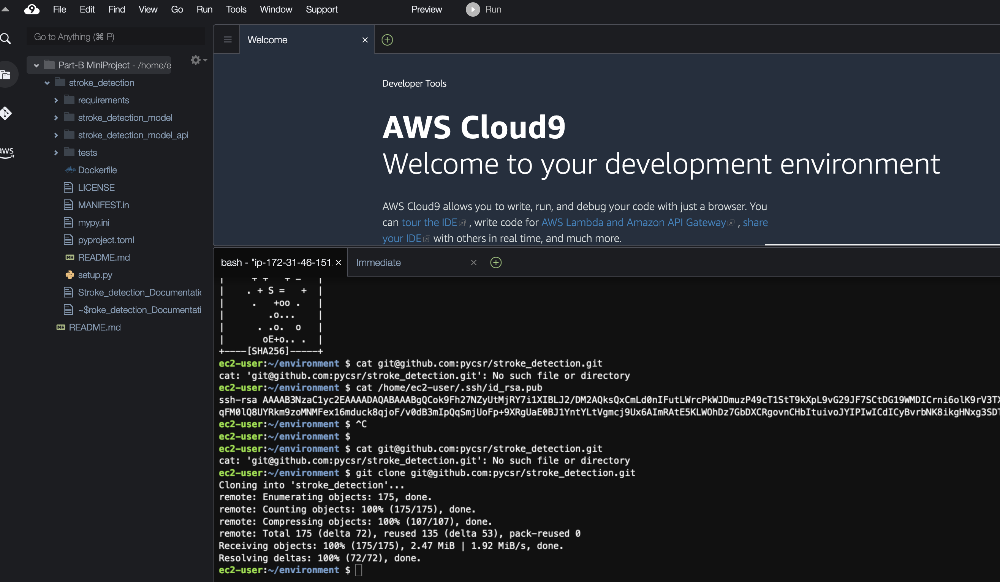 9 File Edit Find View Go Run Tools Window Support Preview Run
Go to Anything (⌘ P)
Part-B MiniProject - /home/e
stroke_detection
requirements
stroke_detection_model
stroke_detection_model_api
tests
Dockerfile
LICENSE
MANIFEST.in
mypy.ini
pyproject.toml
README.md
setup.py
Stroke_detection_Documentatic
~$roke_detection_Documentati
README.md
aws
Welcome
Developer Tools
AWS Cloud9
Welcome to your development environment
AWS Cloud9 allows you to write, run, and debug your code with just a browser. You
can tour the IDE , write code for AWS Lambda and Amazon API Gateway , share
your IDE with others in real time, and much more.
bash - "ip-172-31-46-151. Immediate
|     . + S =   +  |
|      .   +oo .   |
|         .o...    |
|       . .o.  o   |
|        oE+o.. .  |
+----[SHA256]-----+
ec2-user:~/environment $ cat git@github.com:pycsr/stroke_detection.git
cat: 'git@github.com:pycsr/stroke_detection.git': No such file or directory
ec2-user:~/environment $ cat /home/ec2-user/.ssh/id_rsa.pub
ssh-rsa AAAAB3NzaC1yc2EAAAADAQABAAABgQCok9Fh27NZyUtMjRY7i1XIBLJ2/DM2AQksQxCmLd0nIFutLWrcPkWJDmuzP49cT1StT9kXpL9vG29JF7SCtDG19WMDICrni6olK9rV3TX
qFM0lQ8UYRkm9zoMNMFex16mduck8qjoF/v0dB3mIpQqSmjUoFp+9XRgUaE0BJ1YntYLtVgmcj9Ux6AImRAtE5KLWOhDz7GbDXCRgovnCHbItuivoJYIPIwICdICyBvrbNK8ikgHNxg3SD
ec2-user:~/environment $ ^C
ec2-user:~/environment $
ec2-user:~/environment $ cat git@github.com:pycsr/stroke_detection.git
cat: 'git@github.com:pycsr/stroke_detection.git': No such file or directory
ec2-user:~/environment $ git clone git@github.com:pycsr/stroke_detection.git
Cloning into 'stroke_detection'...
remote: Enumerating objects: 175, done.
remote: Counting objects: 100% (175/175), done.
remote: Compressing objects: 100% (107/107), done.
remote: Total 175 (delta 72), reused 135 (delta 53), pack-reused 0
Receiving objects: 100% (175/175), 2.47 MiB | 1.92 MiB/s, done.
Resolving deltas: 100% (72/72), done.
ec2-user:~/environment $